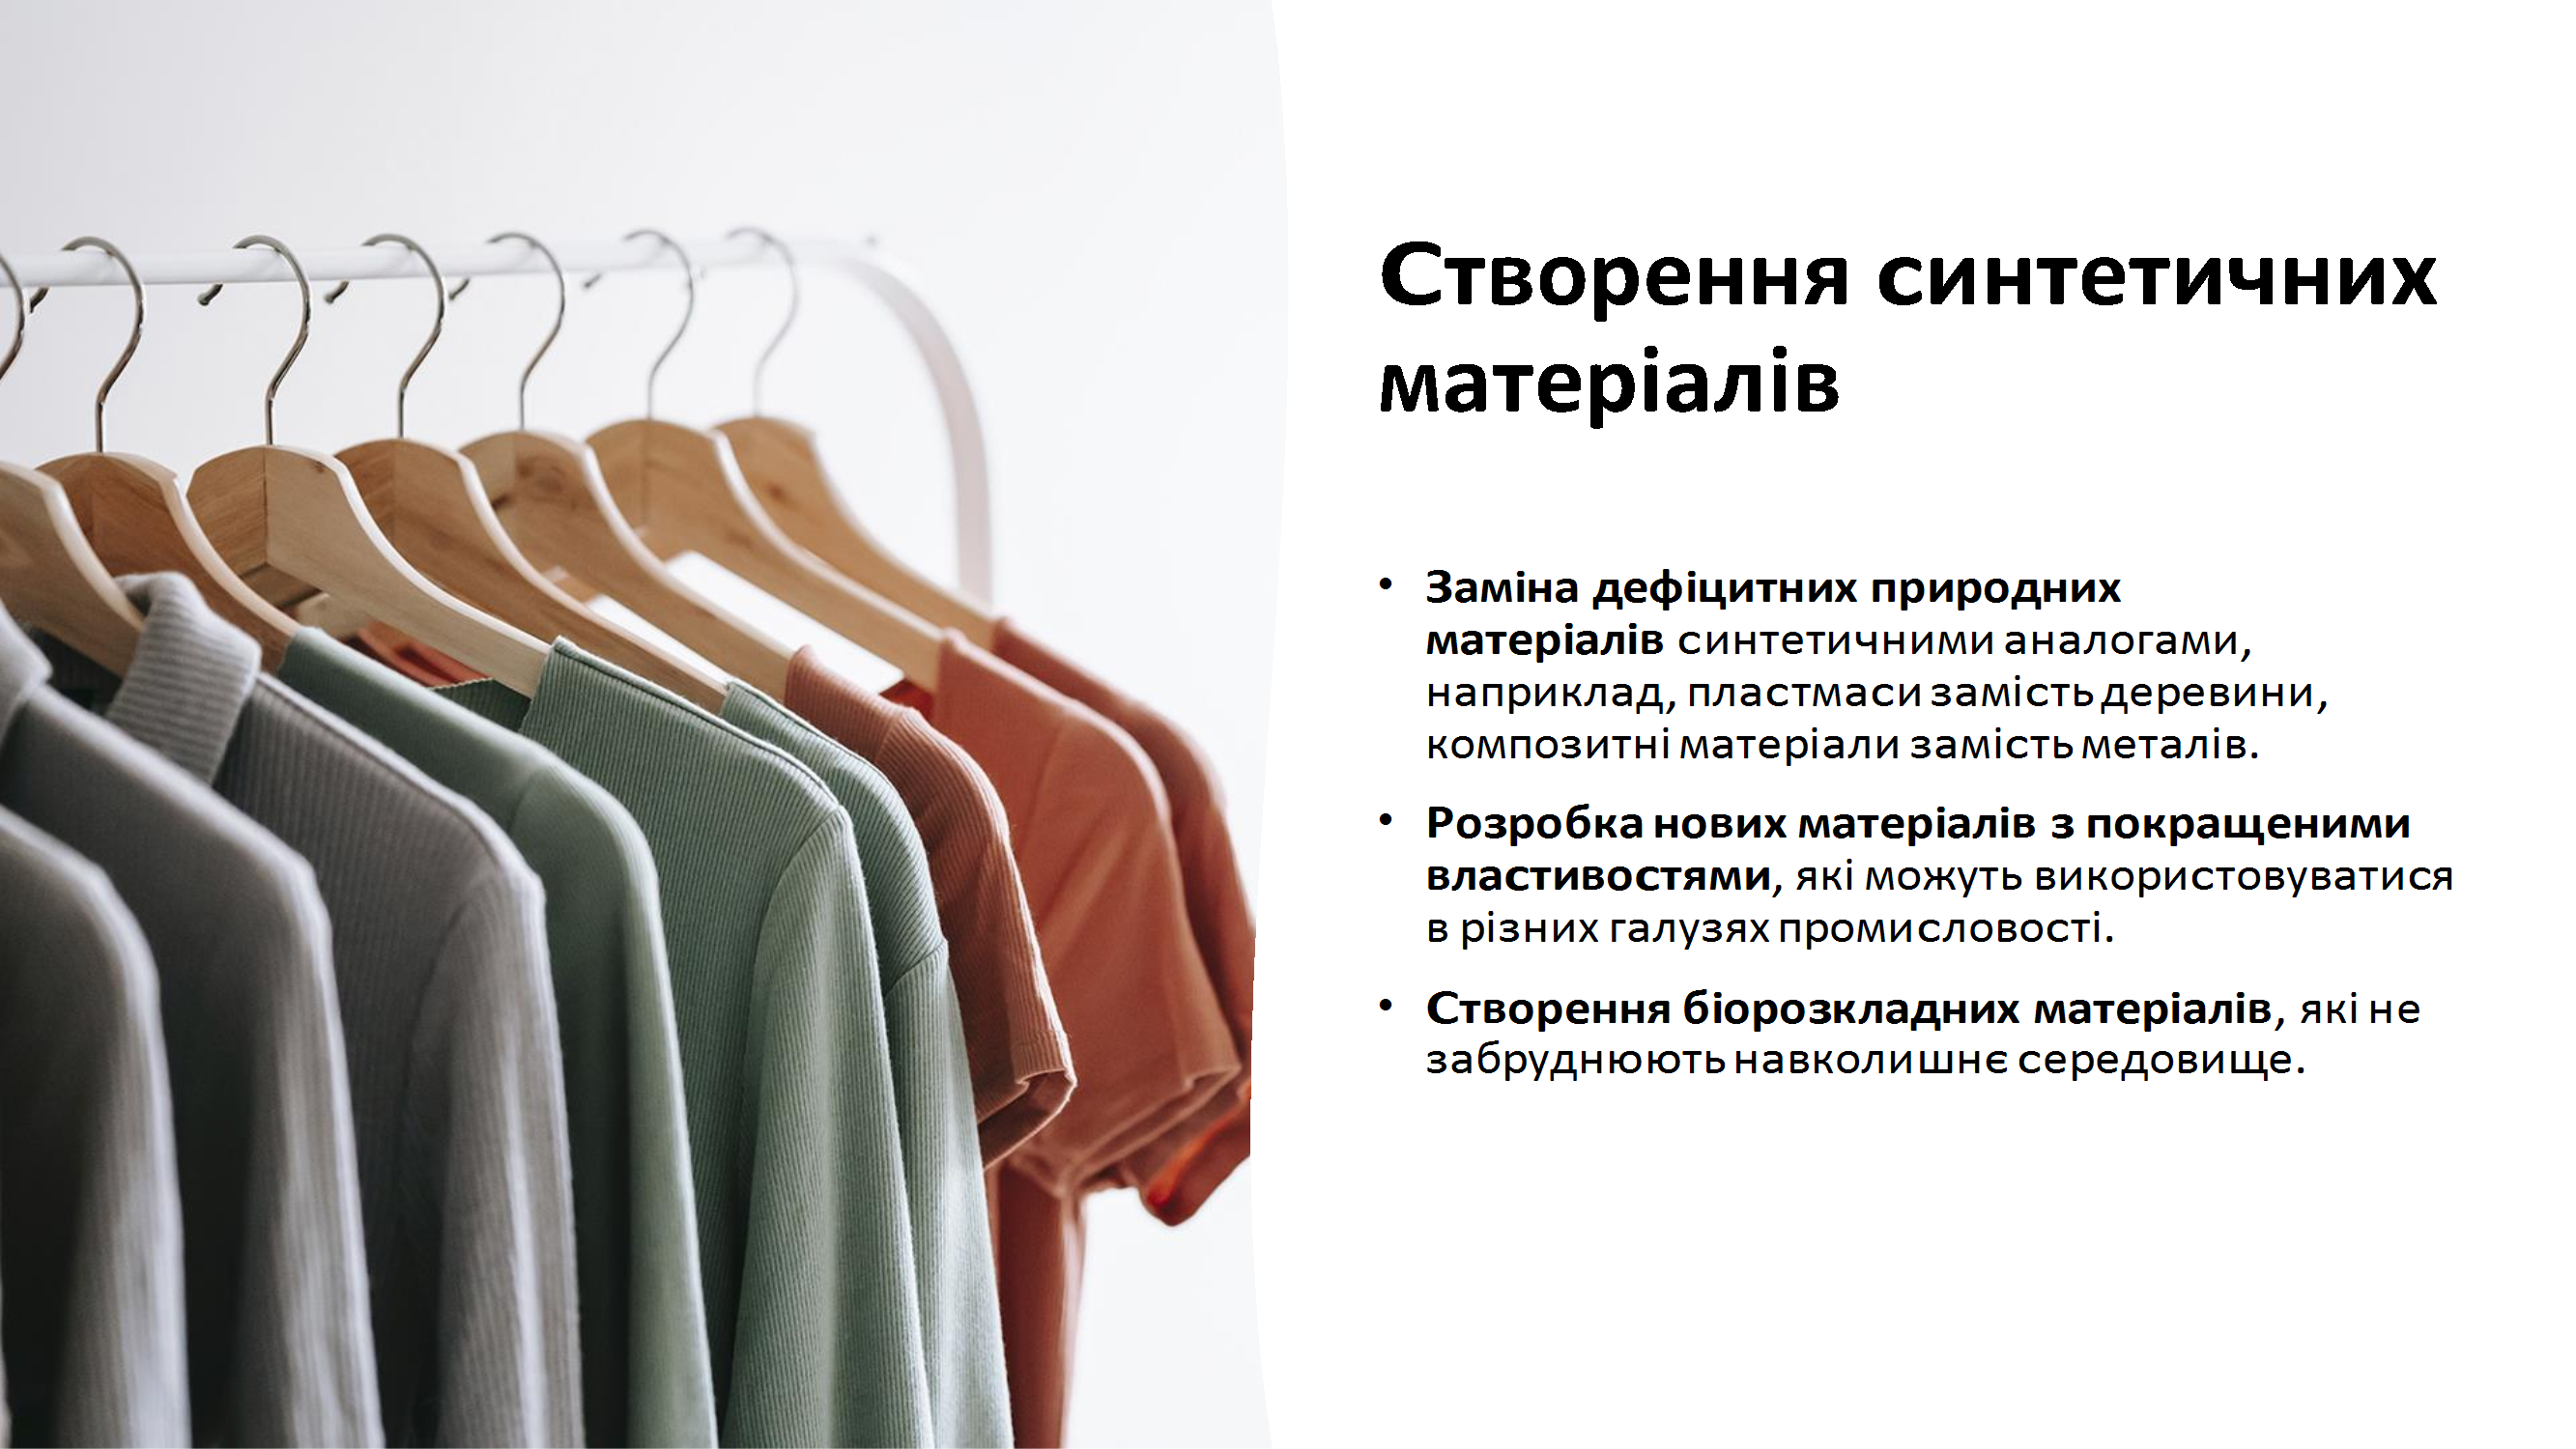 Створення синтетичних
матеріалів
• Заміна дефіцитних природних
матеріалів синтетичними аналогами,
наприклад, пластмаси замість деревини,
композитні матеріали замість металів.
• Розробка нових матеріалів з покращеними
властивостями, які можуть використовуватися
в різних галузях промисловості.
• Створення біорозкладних матеріалів, які не
забруднюють навколишнє середовище.